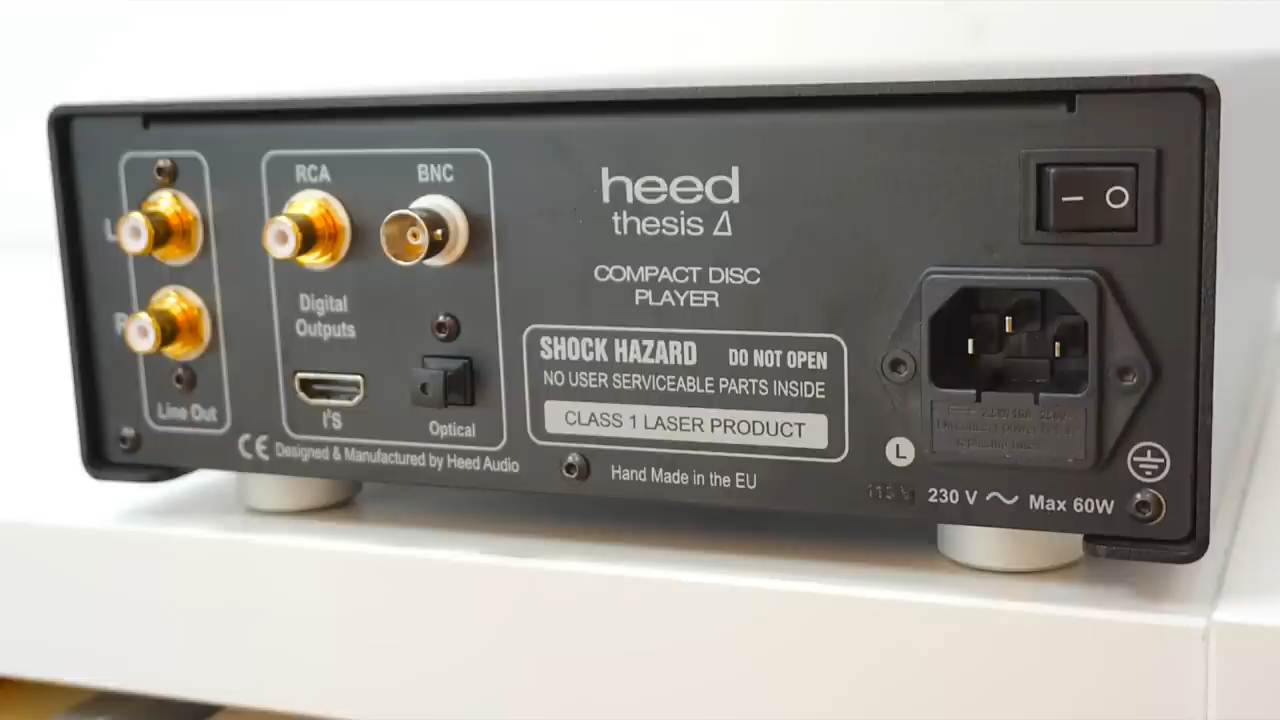 L
R
Line Out
RCA
BNC
Digital
Outputs
I²S
Optical
CE Designed & Manufactured by Heed Audio
heed
thesis Δ
COMPACT DISC
PLAYER
SHOCK HAZARD DO NOT OPEN
NO USER SERVICEABLE PARTS INSIDE
CLASS 1 LASER PRODUCT
Hand Made in the EU
L
230 V ~ Max 60W